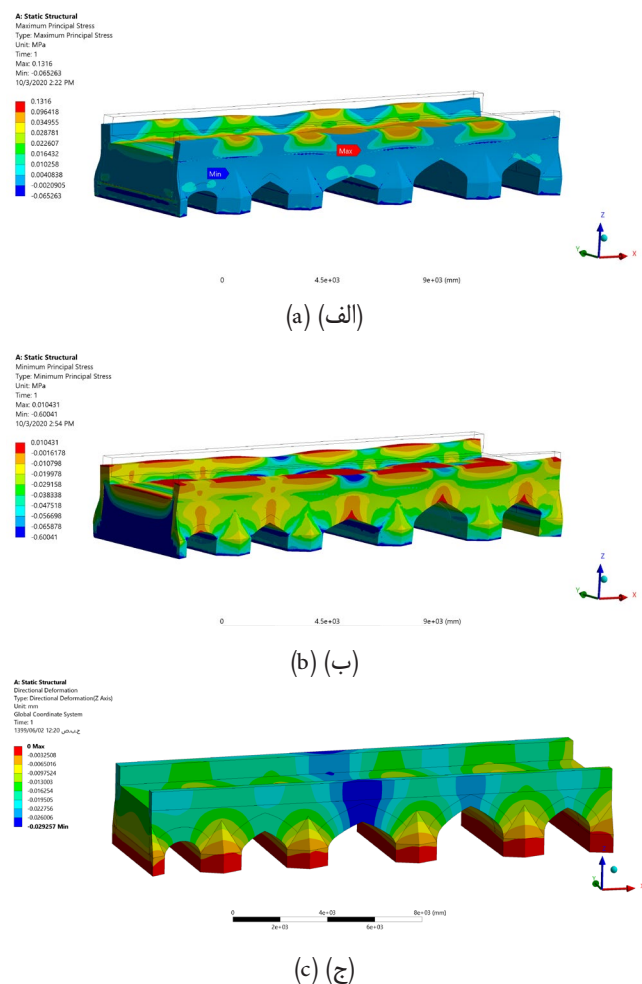 A: Static Structural
Maximum Principal Stress
Type: Maximum Principal Stress
Unit: MPa
Time: 1
Max: 0.1316
Min: -0.065263
10/3/2020 2:22 PM
0.1316
0.096418
0.034955
0.028781
0.022607
0.016432
0.010258
0.0040838
-0.0020905
-0.065263
Max
Min
Z
Y
X
0 4.5e+03 9e+03 (mm)
(الف) (a)
A: Static Structural
Minimum Principal Stress
Type: Minimum Principal Stress
Unit: MPa
Time: 1
Max: 0.010431
Min: -0.60041
10/3/2020 2:54 PM
0.010431
-0.0016178
-0.010798
-0.019978
-0.029158
-0.038338
-0.047518
-0.056698
-0.065878
-0.60041
Z
Y
X
0 4.5e+03 9e+03 (mm)
(ب) (b)
A: Static Structural
Directional Deformation
Type: Directional Deformation(Z Axis)
Unit: mm
Global Coordinate System
Time: 1
1399/06/02 12:20 ب.ظ
0 Max
-0.0032508
-0.0065016
-0.0097524
-0.013003
-0.016254
-0.019505
-0.022756
-0.026006
-0.029257 Min
Z
Y
0 4e+03 8e+03 (mm)
2e+03 6e+03
(ج) (c)